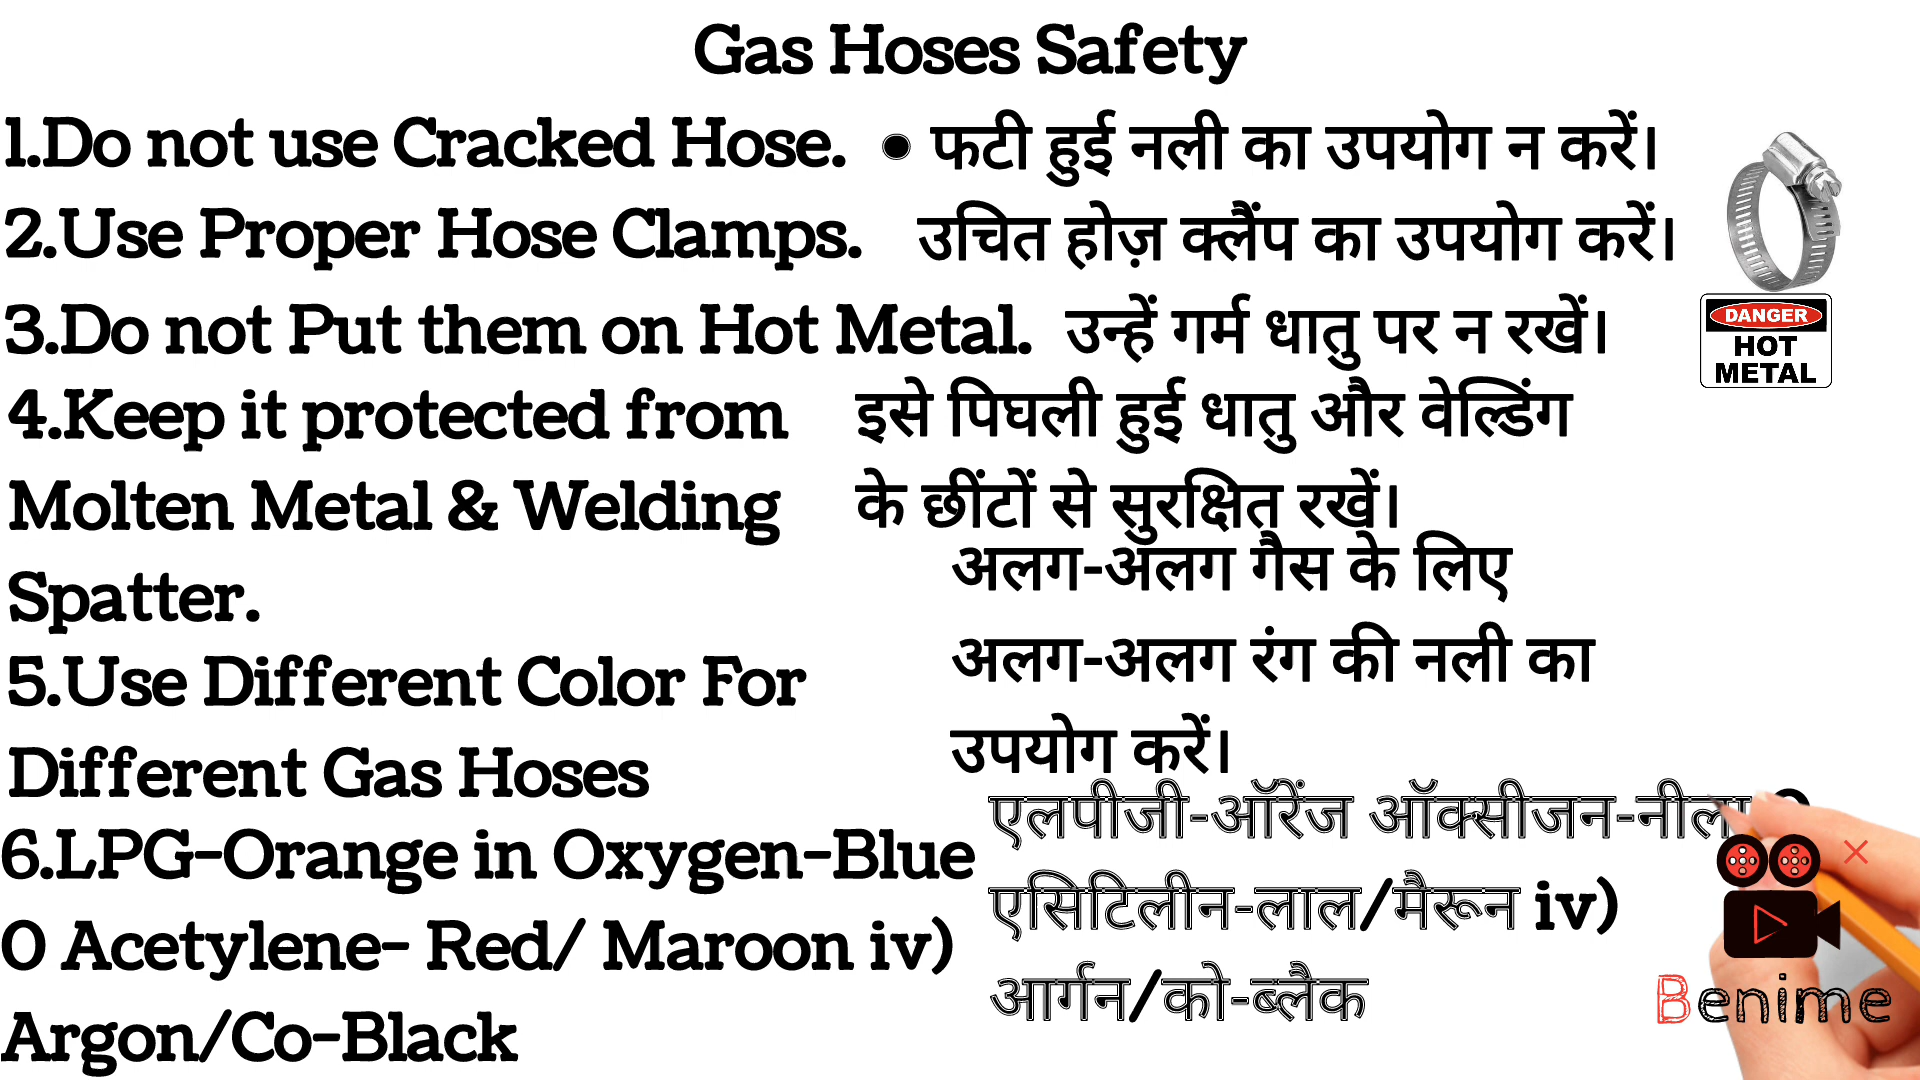 Gas Hoses Safety
1.Do not use Cracked Hose. • फटी हुई नली का उपयोग न करें।
2.Use Proper Hose Clamps. उचित होज़ क्लैंप का उपयोग करें।
3.Do not Put them on Hot Metal. उन्हें गर्म धातु पर न रखें।
DANGER
HOT
METAL
4.Keep it protected from
Molten Metal & Welding
Spatter.
इसे पिघली हुई धातु और वेल्डिंग
के छींटों से सुरक्षित रखें।
5.Use Different Color For
Different Gas Hoses
अलग-अलग गैस के लिए
अलग-अलग रंग की नली का
उपयोग करें।
6.LPG-Orange in Oxygen-Blue
0 Acetylene- Red/ Maroon iv)
Argon/Co-Black
एलपीजी-ऑरेंज ऑक्सीजन-नीला 0
एसिटिलीन-लाल/मैरून iv)
आर्गन/को-ब्लैक
Benime